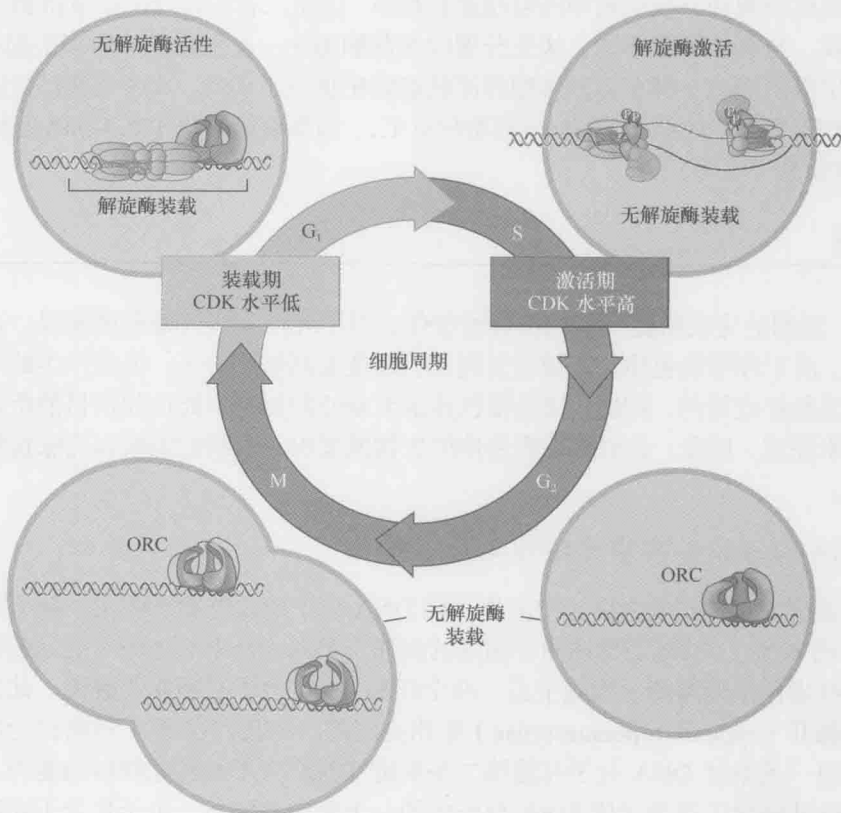 无解旋酶活性
解旋酶装载
解旋酶激活
无解旋酶装载
G₁
S
装载期
CDK 水平低
激活期
CDK 水平高
细胞周期
M
G₂
ORC
ORC
无解旋酶
装载